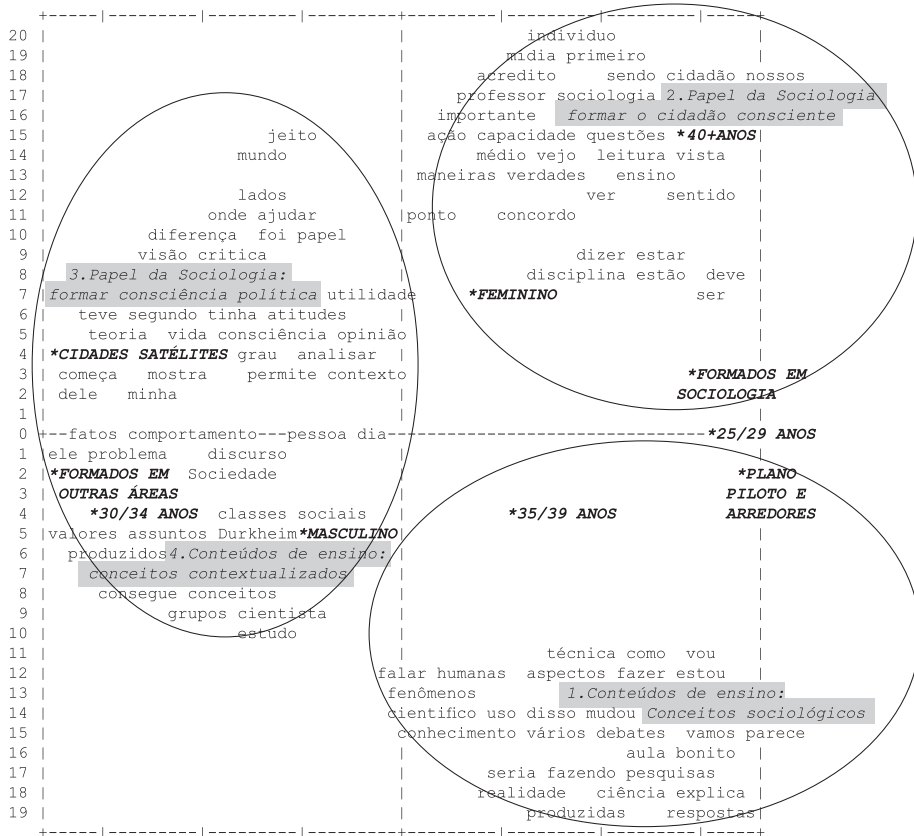 +-----|---------|---------|---------+---------|---------|---------|-----+
20 | individuo
19 | | midia primeiro |
18 | | acredito sendo cidadão nossos
17 | | professor sociologia 2.Papel da Sociologia
16 | | importante formar o cidadão consciente
15 | jeito | ação capacidade questões *40+ANOS |
14 | mundo | médio vejo leitura vista |
13 | | maneiras verdades ensino |
12 | lados | ver sentido |
11 | onde ajudar |ponto concordo |
10 | diferença foi papel | |
9 | visão critica | dizer estar |
8 | 3.Papel da Sociologia: | disciplina estão deve |
7 |formar consciência política utilidade *FEMININO ser |
6 | teve segundo tinha atitudes | |
5 | teoria vida consciência opinião |
4 |*CIDADES SATÉLITES grau analisar | |
3 | começa mostra permite contexto *FORMADOS EM
2 | dele minha | SOCIOLOGIA
1 | | |
0 +--fatos comportamento---pessoa dia--------------------------------*25/29 ANOS
1 |ele problema discurso | |
2 |*FORMADOS EM Sociedade | *PLANO
3 | OUTRAS ÁREAS | PILOTO E
4 | *30/34 ANOS classes sociais | *35/39 ANOS ARREDORES
5 |valores assuntos Durkheim*MASCULINO |
6 | produzidos4.Conteúdos de ensino: | |
7 | conceitos contextualizados | |
8 | consegue conceitos | |
9 | grupos cientista | |
10 | estudo | |
11 | | técnica como vou |
12 | falar humanas aspectos fazer estou |
13 | fenômenos 1.Conteúdos de ensino:
14 | cientifico uso disso mudou Conceitos sociológicos
15 | conhecimento vários debates vamos parece
16 | | aula bonito |
17 | | seria fazendo pesquisas |
18 | | realidade ciência explica |
19 | | produzidas respostas|
+-----|---------|---------|---------+---------|---------|---------|-----+